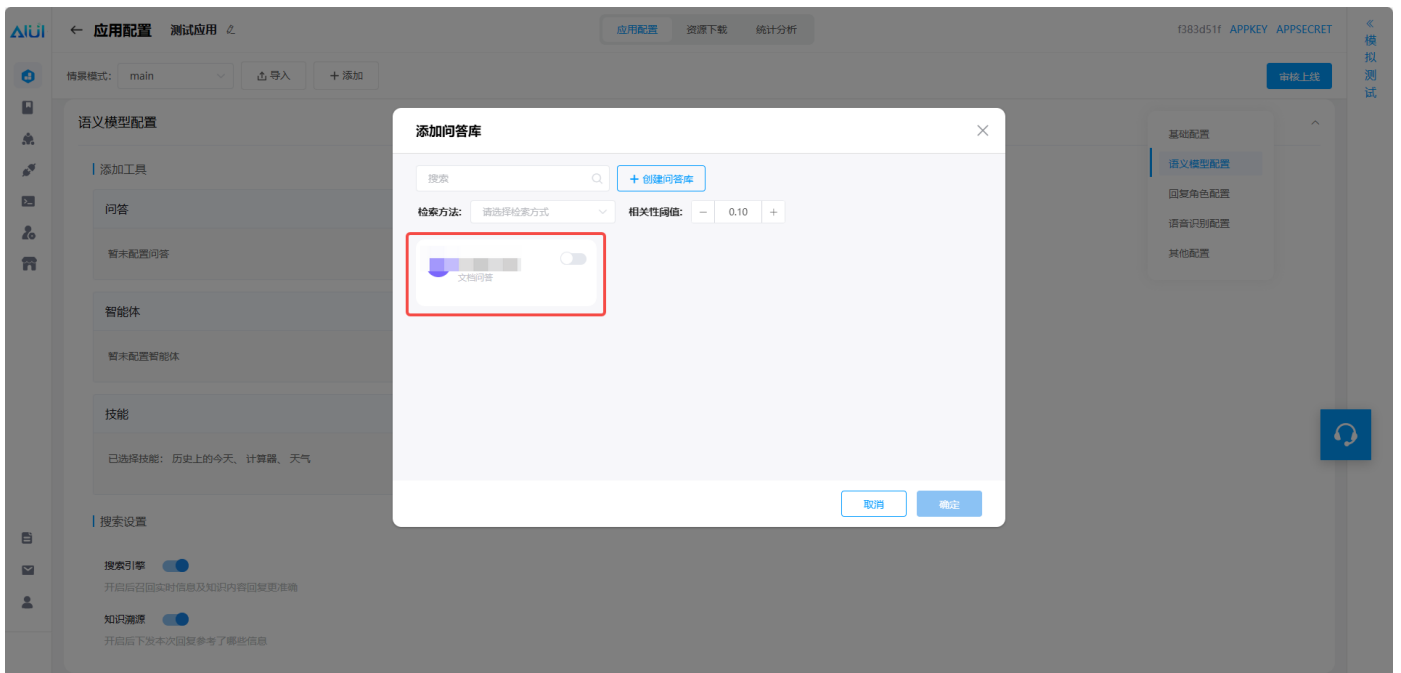 AIUI
← 应用配置 测试应用
应用配置 资源下载 统计分析
f383d51f APPKEY APPSECRET
«
模
拟
测
试
情景模式: main
导入
+ 添加
审核上线
语义模型配置
添加工具
问答
暂未配置问答
智能体
暂未配置智能体
技能
已选择技能: 历史上的今天、 计算器、 天气
搜索设置
搜索引擎
开启后召回实时信息及知识内容回复更准确
知识溯源
开启后下发本次回复参考了哪些信息
添加问答库
搜索
+ 创建问答库
检索方法: 请选择检索方式
相关性阈值: − 0.10 +
文档问答
取消 确定
基础配置
语义模型配置
回复角色配置
语音识别配置
其他配置